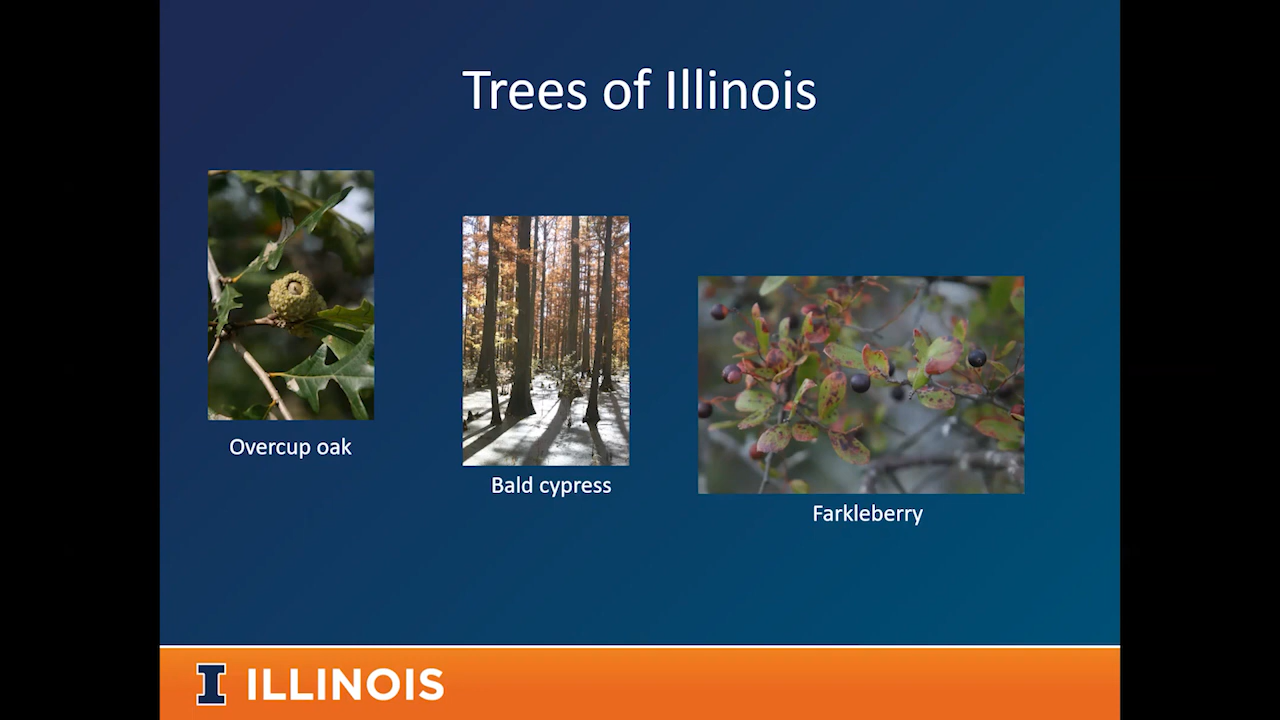 Trees of Illinois
Overcup oak
Bald cypress
Farkleberry
I ILLINOIS